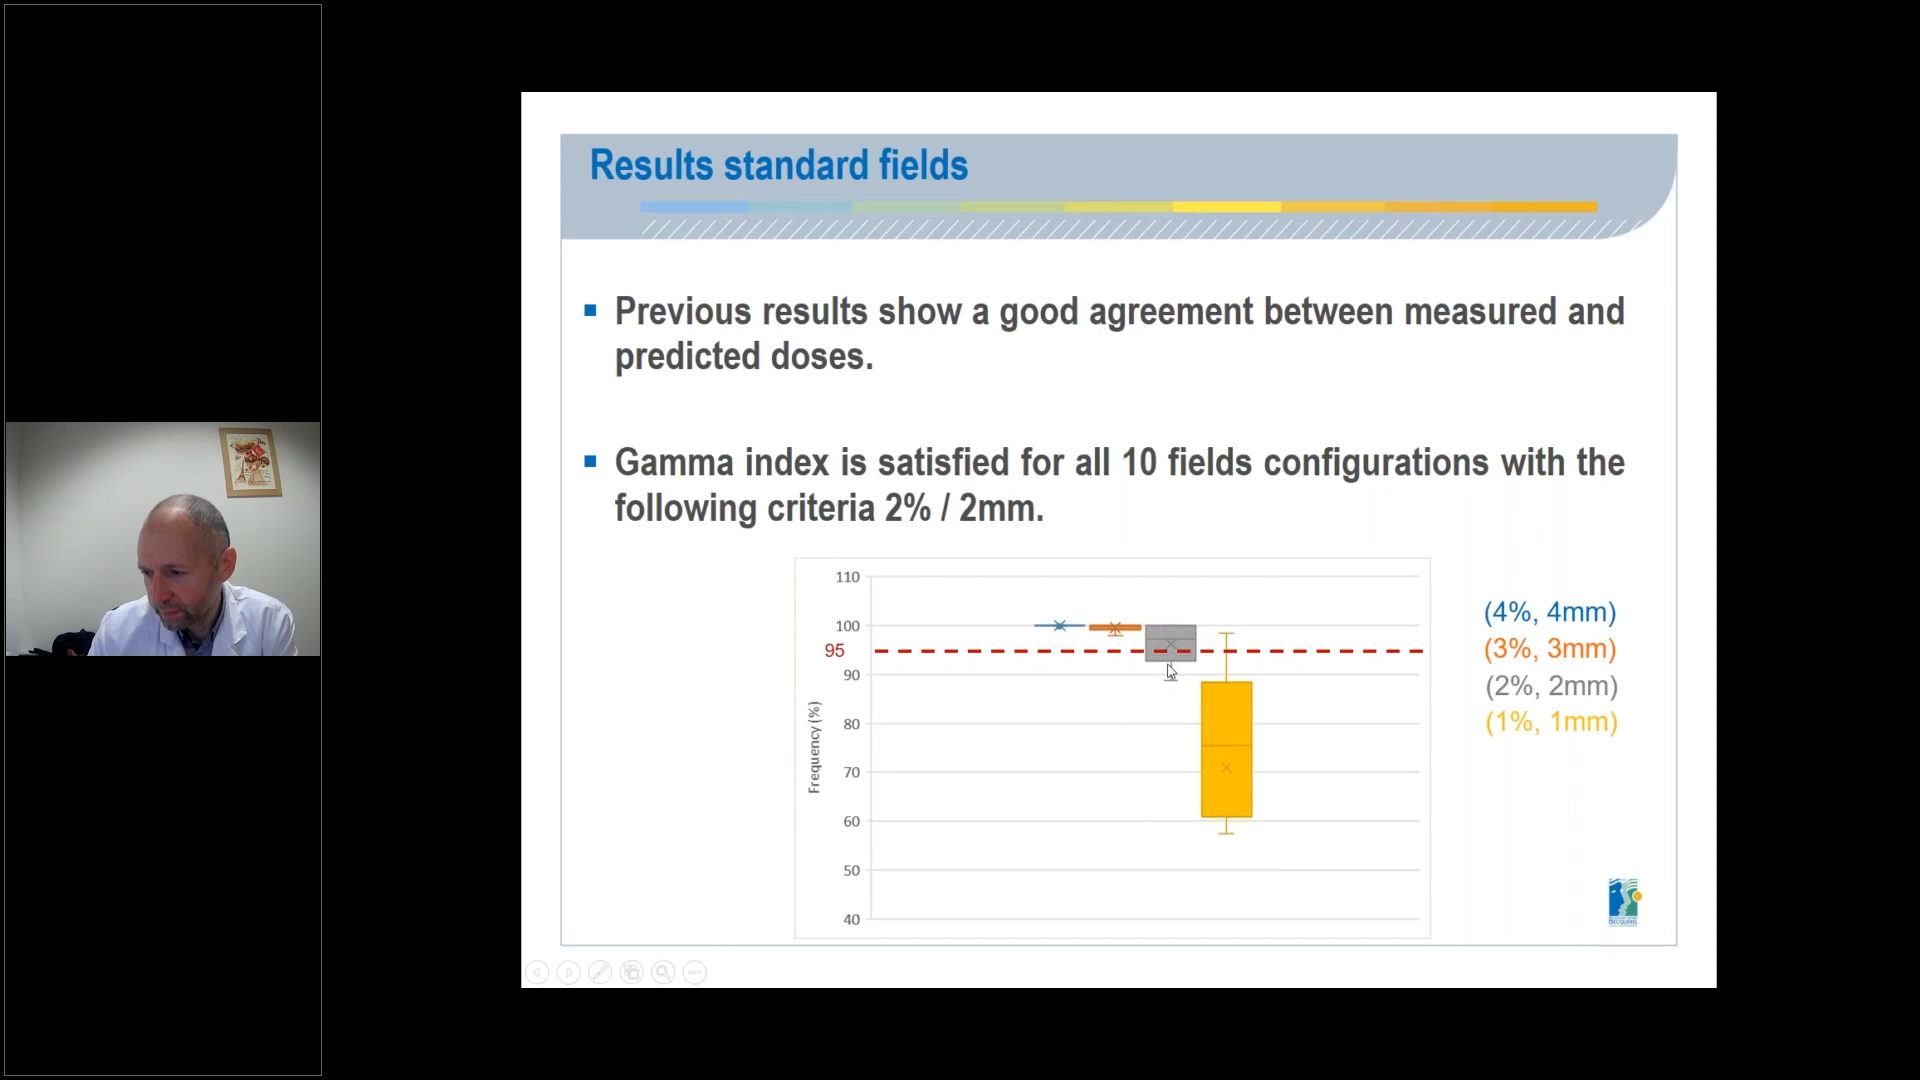 Results standard fields
Previous results show a good agreement between measured and
predicted doses.
Gamma index is satisfied for all 10 fields configurations with the
following criteria 2% / 2mm.
110
100
95
90
80
70
60
50
40
Frequency (%)
(4%, 4mm)
(3%, 3mm)
(2%, 2mm)
(1%, 1mm)
BECQUEREL